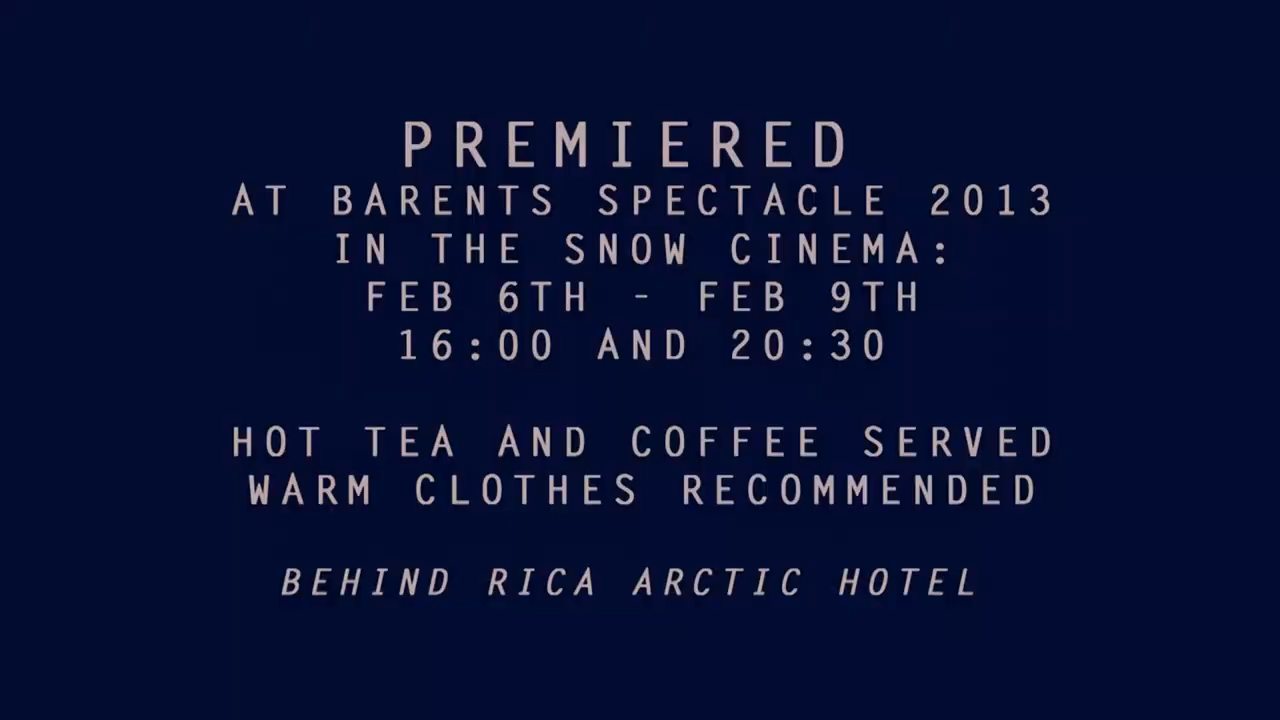 PREMIERED
AT BARENTS SPECTACLE 2013
IN THE SNOW CINEMA:
FEB 6TH - FEB 9TH
16:00 AND 20:30
HOT TEA AND COFFEE SERVED
WARM CLOTHES RECOMMENDED
BEHIND RICA ARCTIC HOTEL